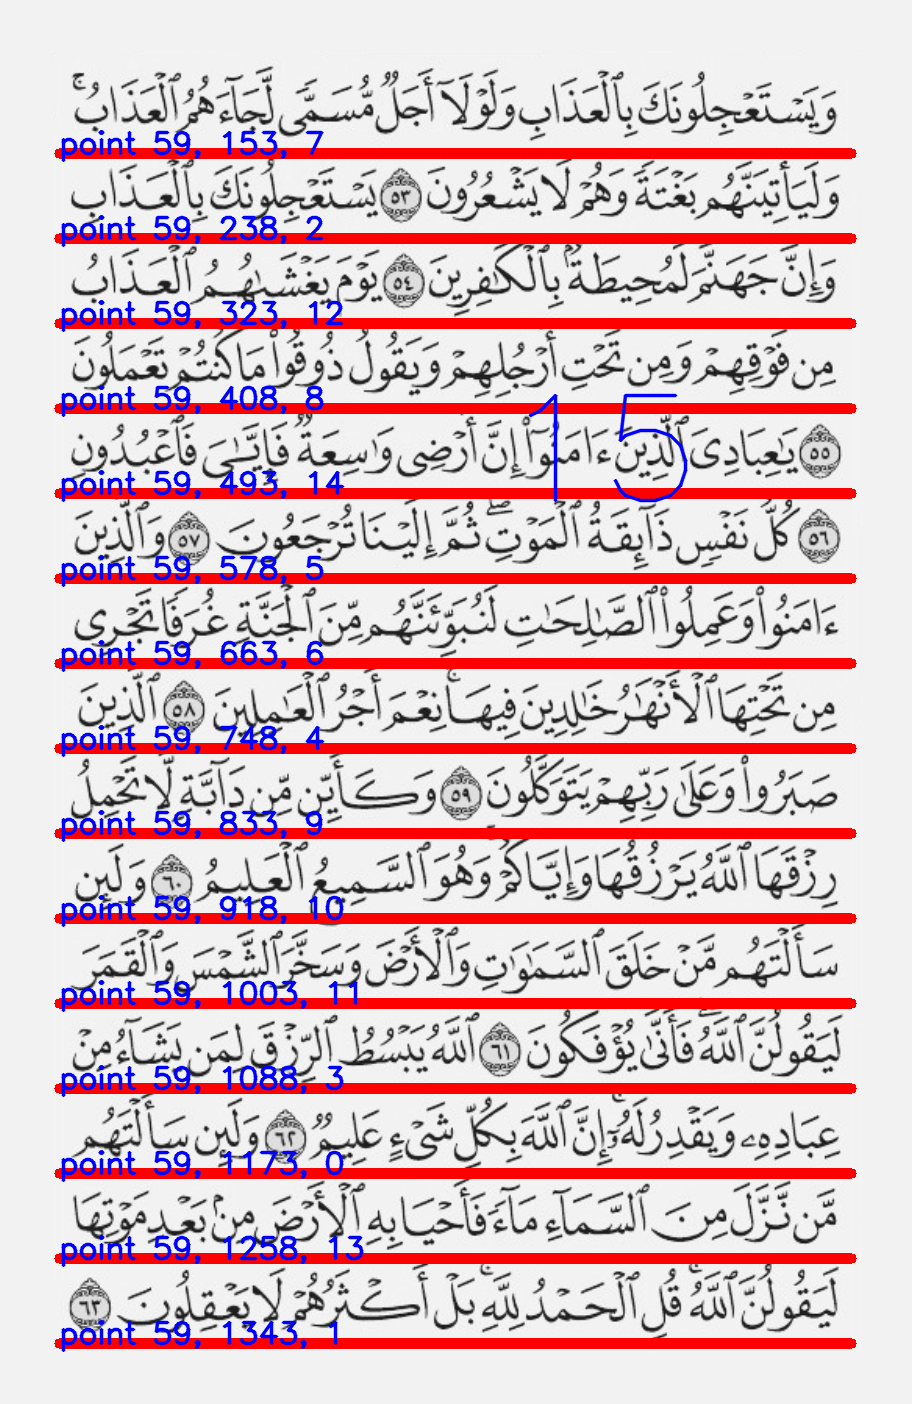 وَيَسْتَعْجِلُونَكَ بِٱلْعَذَابِ وَلَوْلَآ أَجَلٌ مُّسَمًّى لَّجَآءَهُمُ ٱلْعَذَابُ ۚ
point 59, 153, 7
وَلَيَأْتِيَنَّهُم بَغْتَةً وَهُمْ لَا يَشْعُرُونَ ٥٣ يَسْتَعْجِلُونَكَ بِٱلْعَذَابِ
point 59, 238, 2
وَإِنَّ جَهَنَّمَ لَمُحِيطَةٌۢ بِٱلْكَٰفِرِينَ ٥٤ يَوْمَ يَغْشَىٰهُمُ ٱلْعَذَابُ
point 59, 323, 12
مِن فَوْقِهِمْ وَمِن تَحْتِ أَرْجُلِهِمْ وَيَقُولُ ذُوقُوا۟ مَا كُنتُمْ تَعْمَلُونَ
point 59, 408, 8
15
٥٥ يَٰعِبَادِىَ ٱلَّذِينَ ءَامَنُوٓا۟ إِنَّ أَرْضِى وَٰسِعَةٌ فَإِيَّٰىَ فَٱعْبُدُونِ
point 59, 493, 14
٥٦ كُلُّ نَفْسٍ ذَآئِقَةُ ٱلْمَوْتِ ۖ ثُمَّ إِلَيْنَا تُرْجَعُونَ ٥٧ وَٱلَّذِينَ
point 59, 578, 5
ءَامَنُوا۟ وَعَمِلُوا۟ ٱلصَّٰلِحَٰتِ لَنُبَوِّئَنَّهُم مِّنَ ٱلْجَنَّةِ غُرَفًا تَجْرِى
point 59, 663, 6
مِن تَحْتِهَا ٱلْأَنْهَٰرُ خَٰلِدِينَ فِيهَا ۚ نِعْمَ أَجْرُ ٱلْعَٰمِلِينَ ٥٨ ٱلَّذِينَ
point 59, 748, 4
صَبَرُوا۟ وَعَلَىٰ رَبِّهِمْ يَتَوَكَّلُونَ ٥٩ وَكَأَيِّن مِّن دَآبَّةٍ لَّا تَحْمِلُ
point 59, 833, 9
رِزْقَهَا ٱللَّهُ يَرْزُقُهَا وَإِيَّاكُمْ ۚ وَهُوَ ٱلسَّمِيعُ ٱلْعَلِيمُ ٦٠ وَلَئِن
point 59, 918, 10
سَأَلْتَهُم مَّنْ خَلَقَ ٱلسَّمَٰوَٰتِ وَٱلْأَرْضَ وَسَخَّرَ ٱلشَّمْسَ وَٱلْقَمَرَ
point 59, 1003, 11
لَيَقُولُنَّ ٱللَّهُ ۖ فَأَنَّىٰ يُؤْفَكُونَ ٦١ ٱللَّهُ يَبْسُطُ ٱلرِّزْقَ لِمَن يَشَآءُ مِنْ
point 59, 1088, 3
عِبَادِهِۦ وَيَقْدِرُ لَهُۥٓ ۚ إِنَّ ٱللَّهَ بِكُلِّ شَىْءٍ عَلِيمٌ ٦٢ وَلَئِن سَأَلْتَهُم
point 59, 1173, 0
مَّن نَّزَّلَ مِنَ ٱلسَّمَآءِ مَآءً فَأَحْيَا بِهِ ٱلْأَرْضَ مِنۢ بَعْدِ مَوْتِهَا
point 59, 1258, 13
لَيَقُولُنَّ ٱللَّهُ ۚ قُلِ ٱلْحَمْدُ لِلَّهِ ۚ بَلْ أَكْثَرُهُمْ لَا يَعْقِلُونَ ٦٣
point 59, 1343, 1